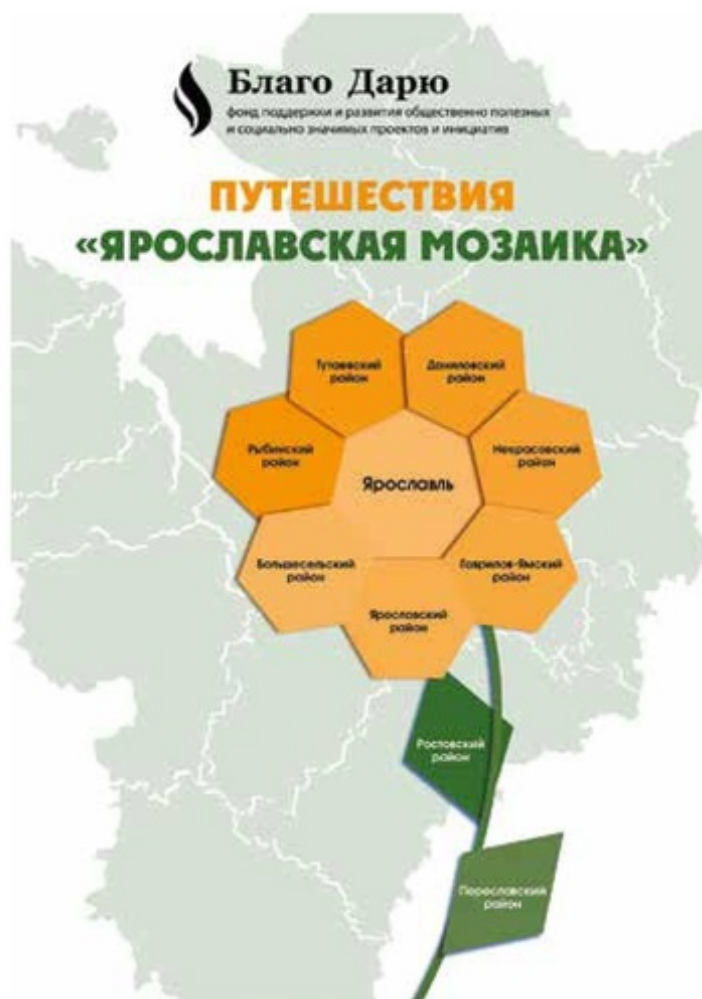 Благо Дарю
фонд поддержки и развития общественно полезных
и социально значимых проектов и инициатив
ПУТЕШЕСТВИЯ
«ЯРОСЛАВСКАЯ МОЗАИКА»
Тутаевский
район
Даниловский
район
Рыбинский
район
Некрасовский
район
Ярославль
Большесельский
район
Гаврилов-Ямский
район
Ярославский
район
Ростовский
район
Переславский
район